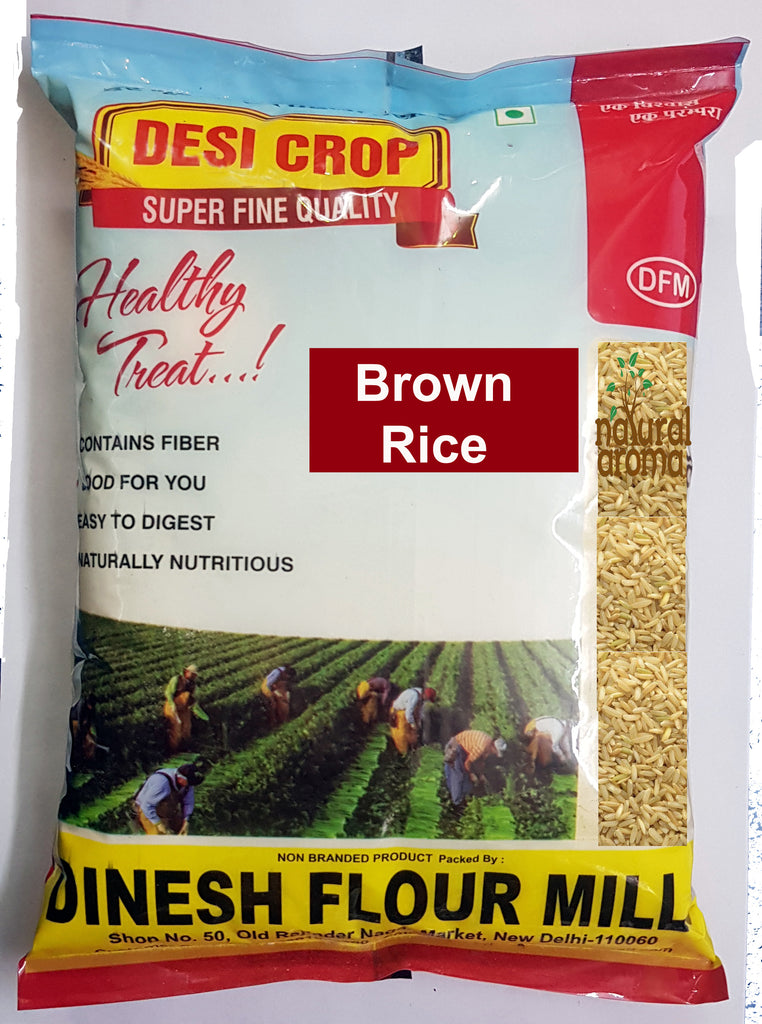 एक विश्वास
एक परम्परा
DESI CROP
SUPER FINE QUALITY
DFM
Healthy
Treat...!
Brown
Rice
natural
aroma
CONTAINS FIBER
GOOD FOR YOU
EASY TO DIGEST
NATURALLY NUTRITIOUS
NON BRANDED PRODUCT Packed By :
DINESH FLOUR MILL
Shop No. 50, Old Rajinder Nagar Market, New Delhi-110060